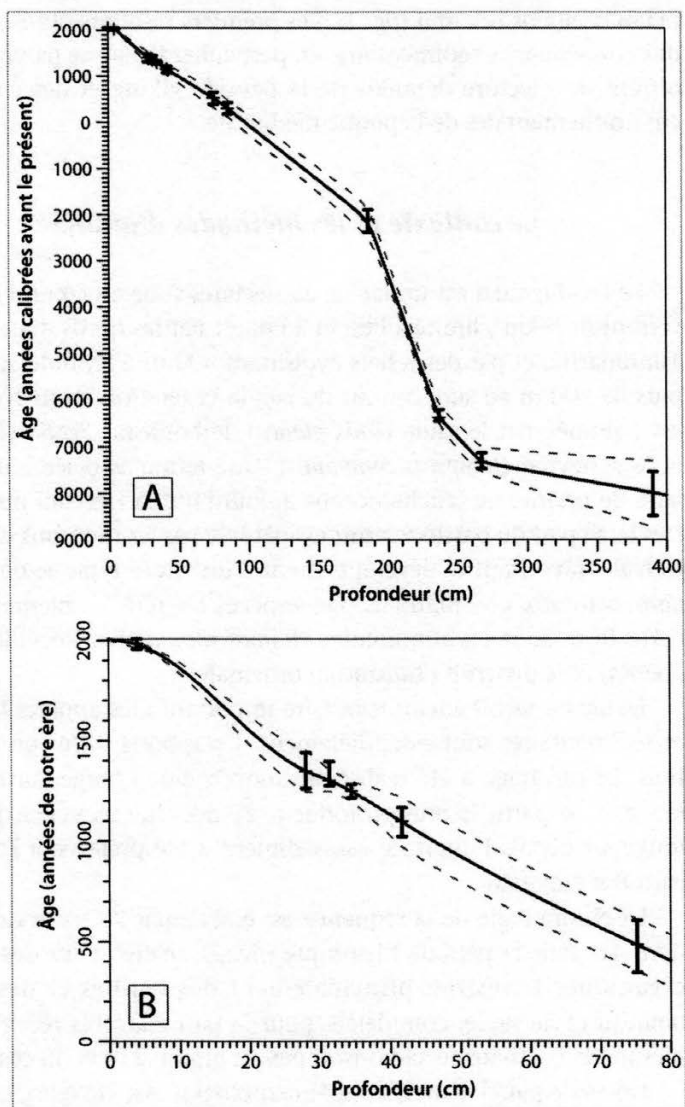 Âge (années calibrées avant le présent)
2000
1000
0
1000
2000
3000
4000
5000
6000
7000
8000
9000
A
0 50 100 150 200 250 300 350 400
Profondeur (cm)
Âge (années de notre ère)
2000
1500
1000
500
0
B
0 10 20 30 40 50 60 70 80
Profondeur (cm)